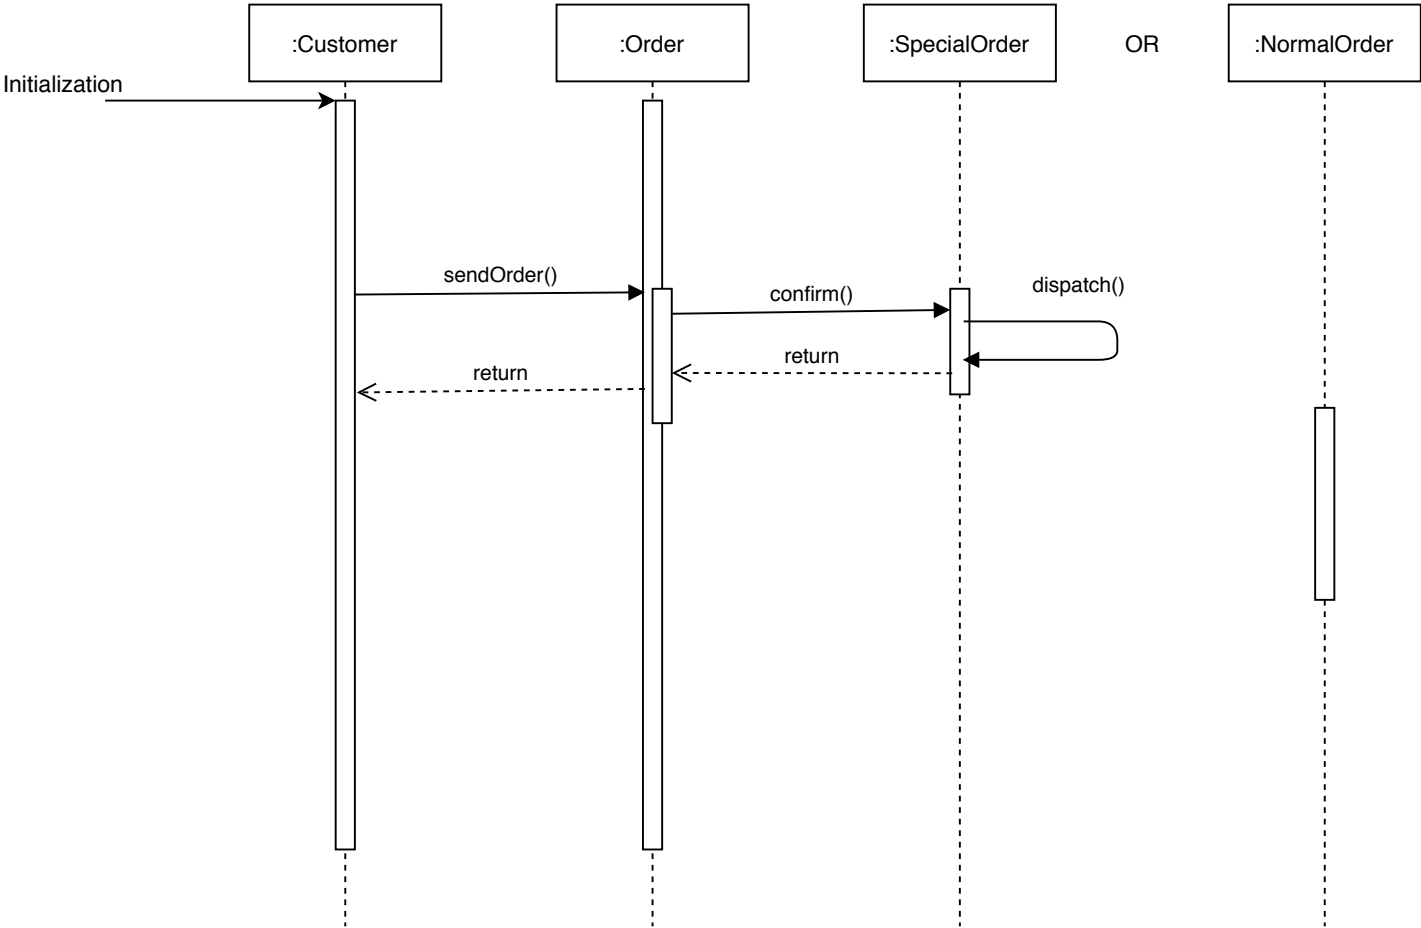 :Customer
:Order
:SpecialOrder
OR
:NormalOrder
Initialization
sendOrder()
confirm()
dispatch()
return
return